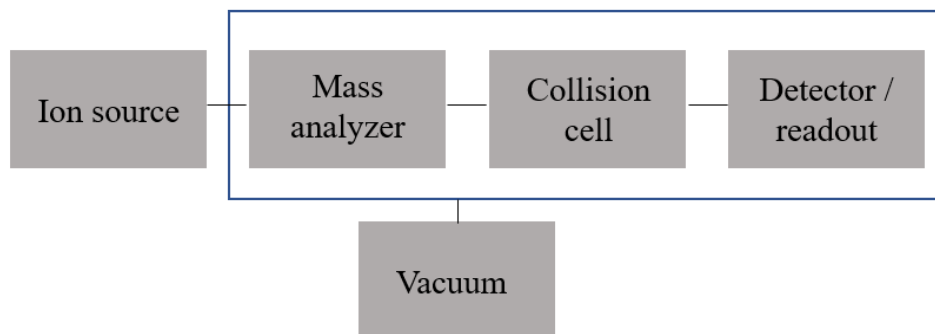 Ion source
Mass
analyzer
Collision
cell
Detector /
readout
Vacuum